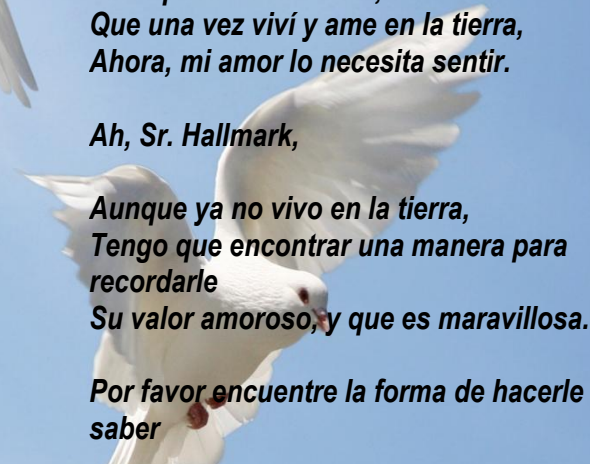 Que una vez viví y ame en la tierra,
Ahora, mi amor lo necesita sentir.
Ah, Sr. Hallmark,
Aunque ya no vivo en la tierra,
Tengo que encontrar una manera para
recordarle
Su valor amoroso, y que es maravillosa.
Por favor encuentre la forma de hacerle
saber